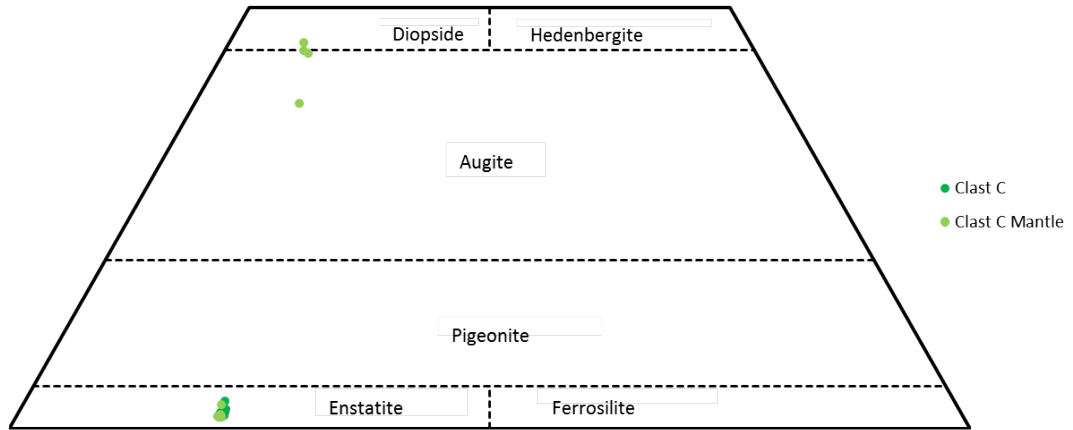 Diopside
Hedenbergite
Augite
Clast C
Clast C Mantle
Pigeonite
Enstatite
Ferrosilite